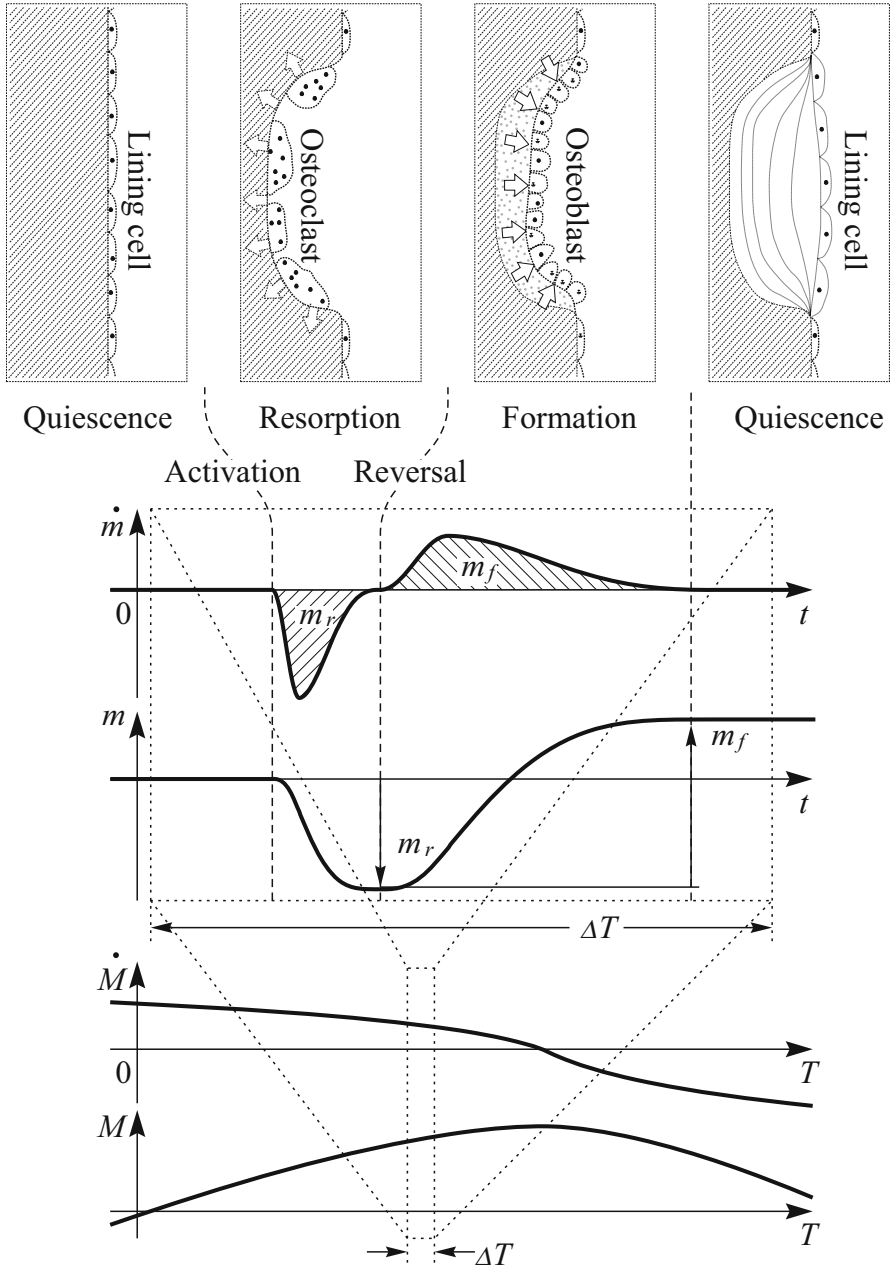 Lining cell
Osteoclast
Osteoblast
Lining cell
Quiescence Resorption Formation Quiescence
Activation Reversal
ṁ
m_f
m_r
0
t
m
m_f
t
m_r
ΔT
Ṁ
0
T
M
T
ΔT